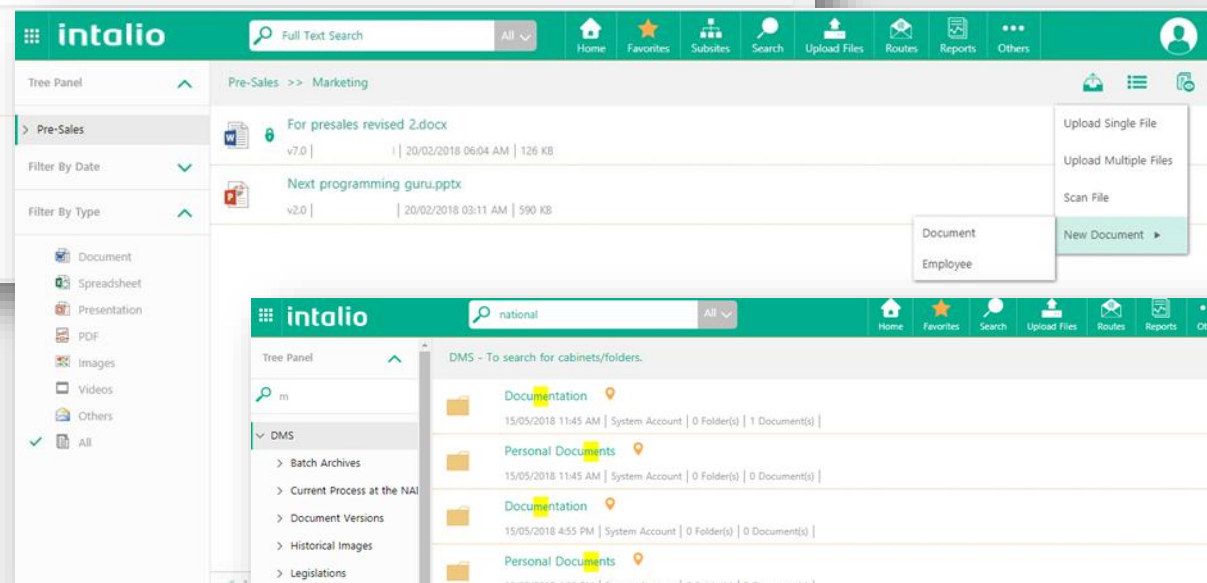 intalio
Full Text Search
All
Home
Favorites
Subsites
Search
Upload Files
Routes
Reports
Others
Tree Panel
Pre-Sales >> Marketing
Pre-Sales
Filter By Date
Filter By Type
Document
Spreadsheet
Presentation
PDF
Images
Videos
Others
All
For presales revised 2.docx
v7.0 | | 20/02/2018 06:04 AM | 126 KB
Next programming guru.pptx
v2.0 | | 20/02/2018 03:11 AM | 590 KB
Upload Single File
Upload Multiple Files
Scan File
New Document
Document
Employee
intalio
national
All
Home
Favorites
Search
Upload Files
Routes
Reports
Tree Panel
m
DMS
Batch Archives
Current Process at the NAI
Document Versions
Historical Images
Legislations
DMS - To search for cabinets/folders.
Documentation
15/05/2018 11:45 AM | System Account | 0 Folder(s) | 1 Document(s) |
Personal Documents
15/05/2018 11:45 AM | System Account | 0 Folder(s) | 0 Document(s) |
Documentation
15/05/2018 4:55 PM | System Account | 0 Folder(s) | 0 Document(s) |
Personal Documents